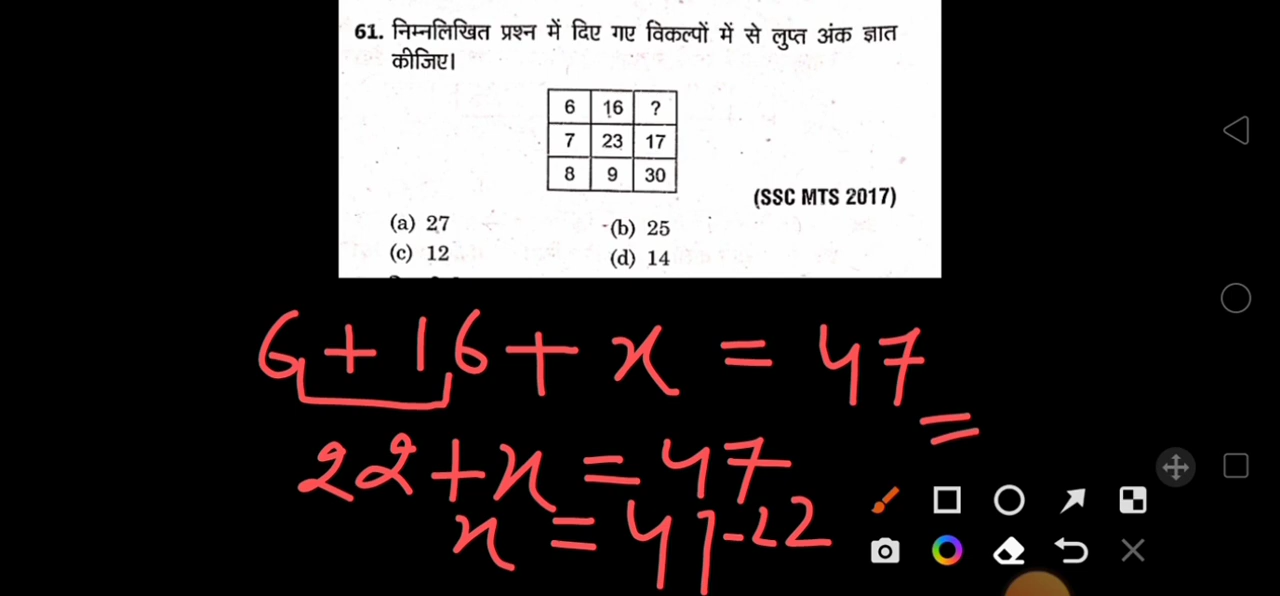 61. निम्नलिखित प्रश्न में दिए गए विकल्पों में से लुप्त अंक ज्ञात
कीजिए।
6 16 ?
7 23 17
8 9 30
(SSC MTS 2017)
(a) 27 (b) 25
(c) 12 (d) 14
6 + 16 + x = 47
22 + x = 47
x = 47 - 22